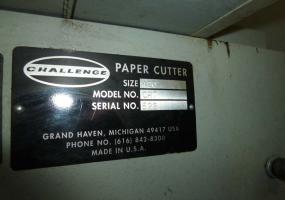 CHALLENGE
PAPER CUTTER
SIZE
MODEL NO.
SERIAL NO.
GRAND HAVEN, MICHIGAN 49417 USA
PHONE NO. (616) 842-8300
MADE IN U.S.A.